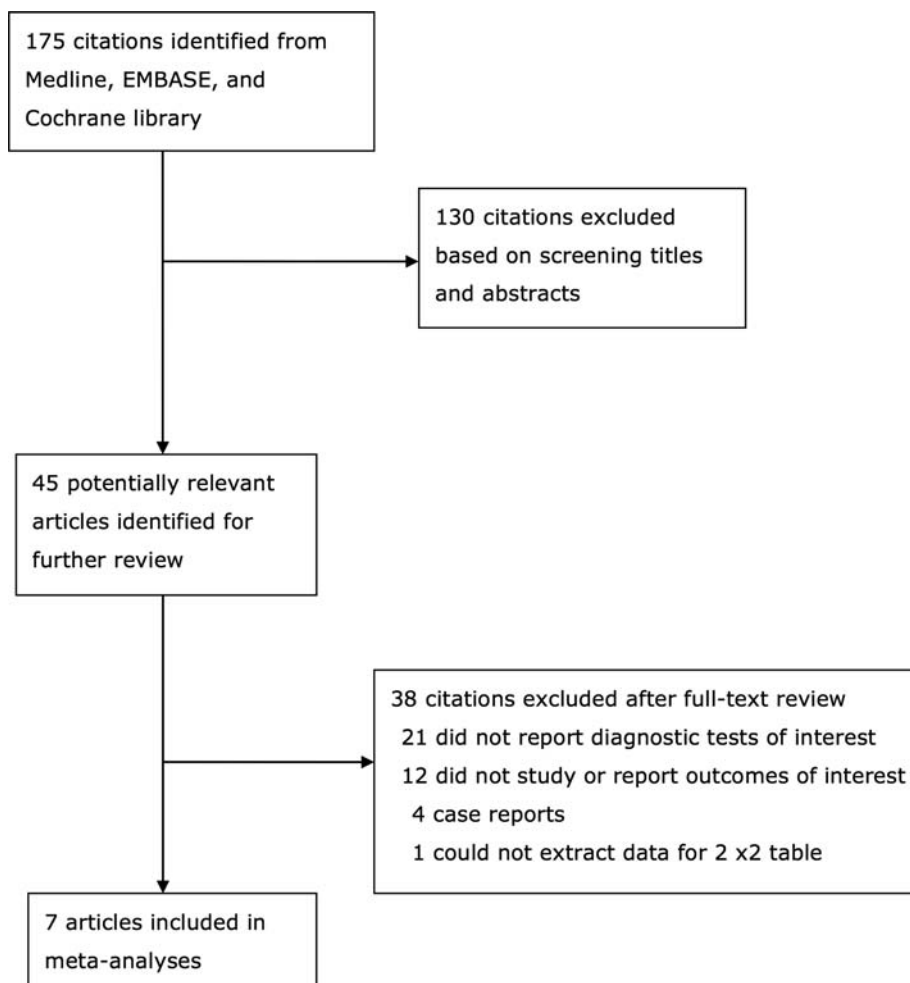 175 citations identified from
Medline, EMBASE, and
Cochrane library
130 citations excluded
based on screening titles
and abstracts
45 potentially relevant
articles identified for
further review
38 citations excluded after full-text review
21 did not report diagnostic tests of interest
12 did not study or report outcomes of interest
4 case reports
1 could not extract data for 2 x2 table
7 articles included in
meta-analyses